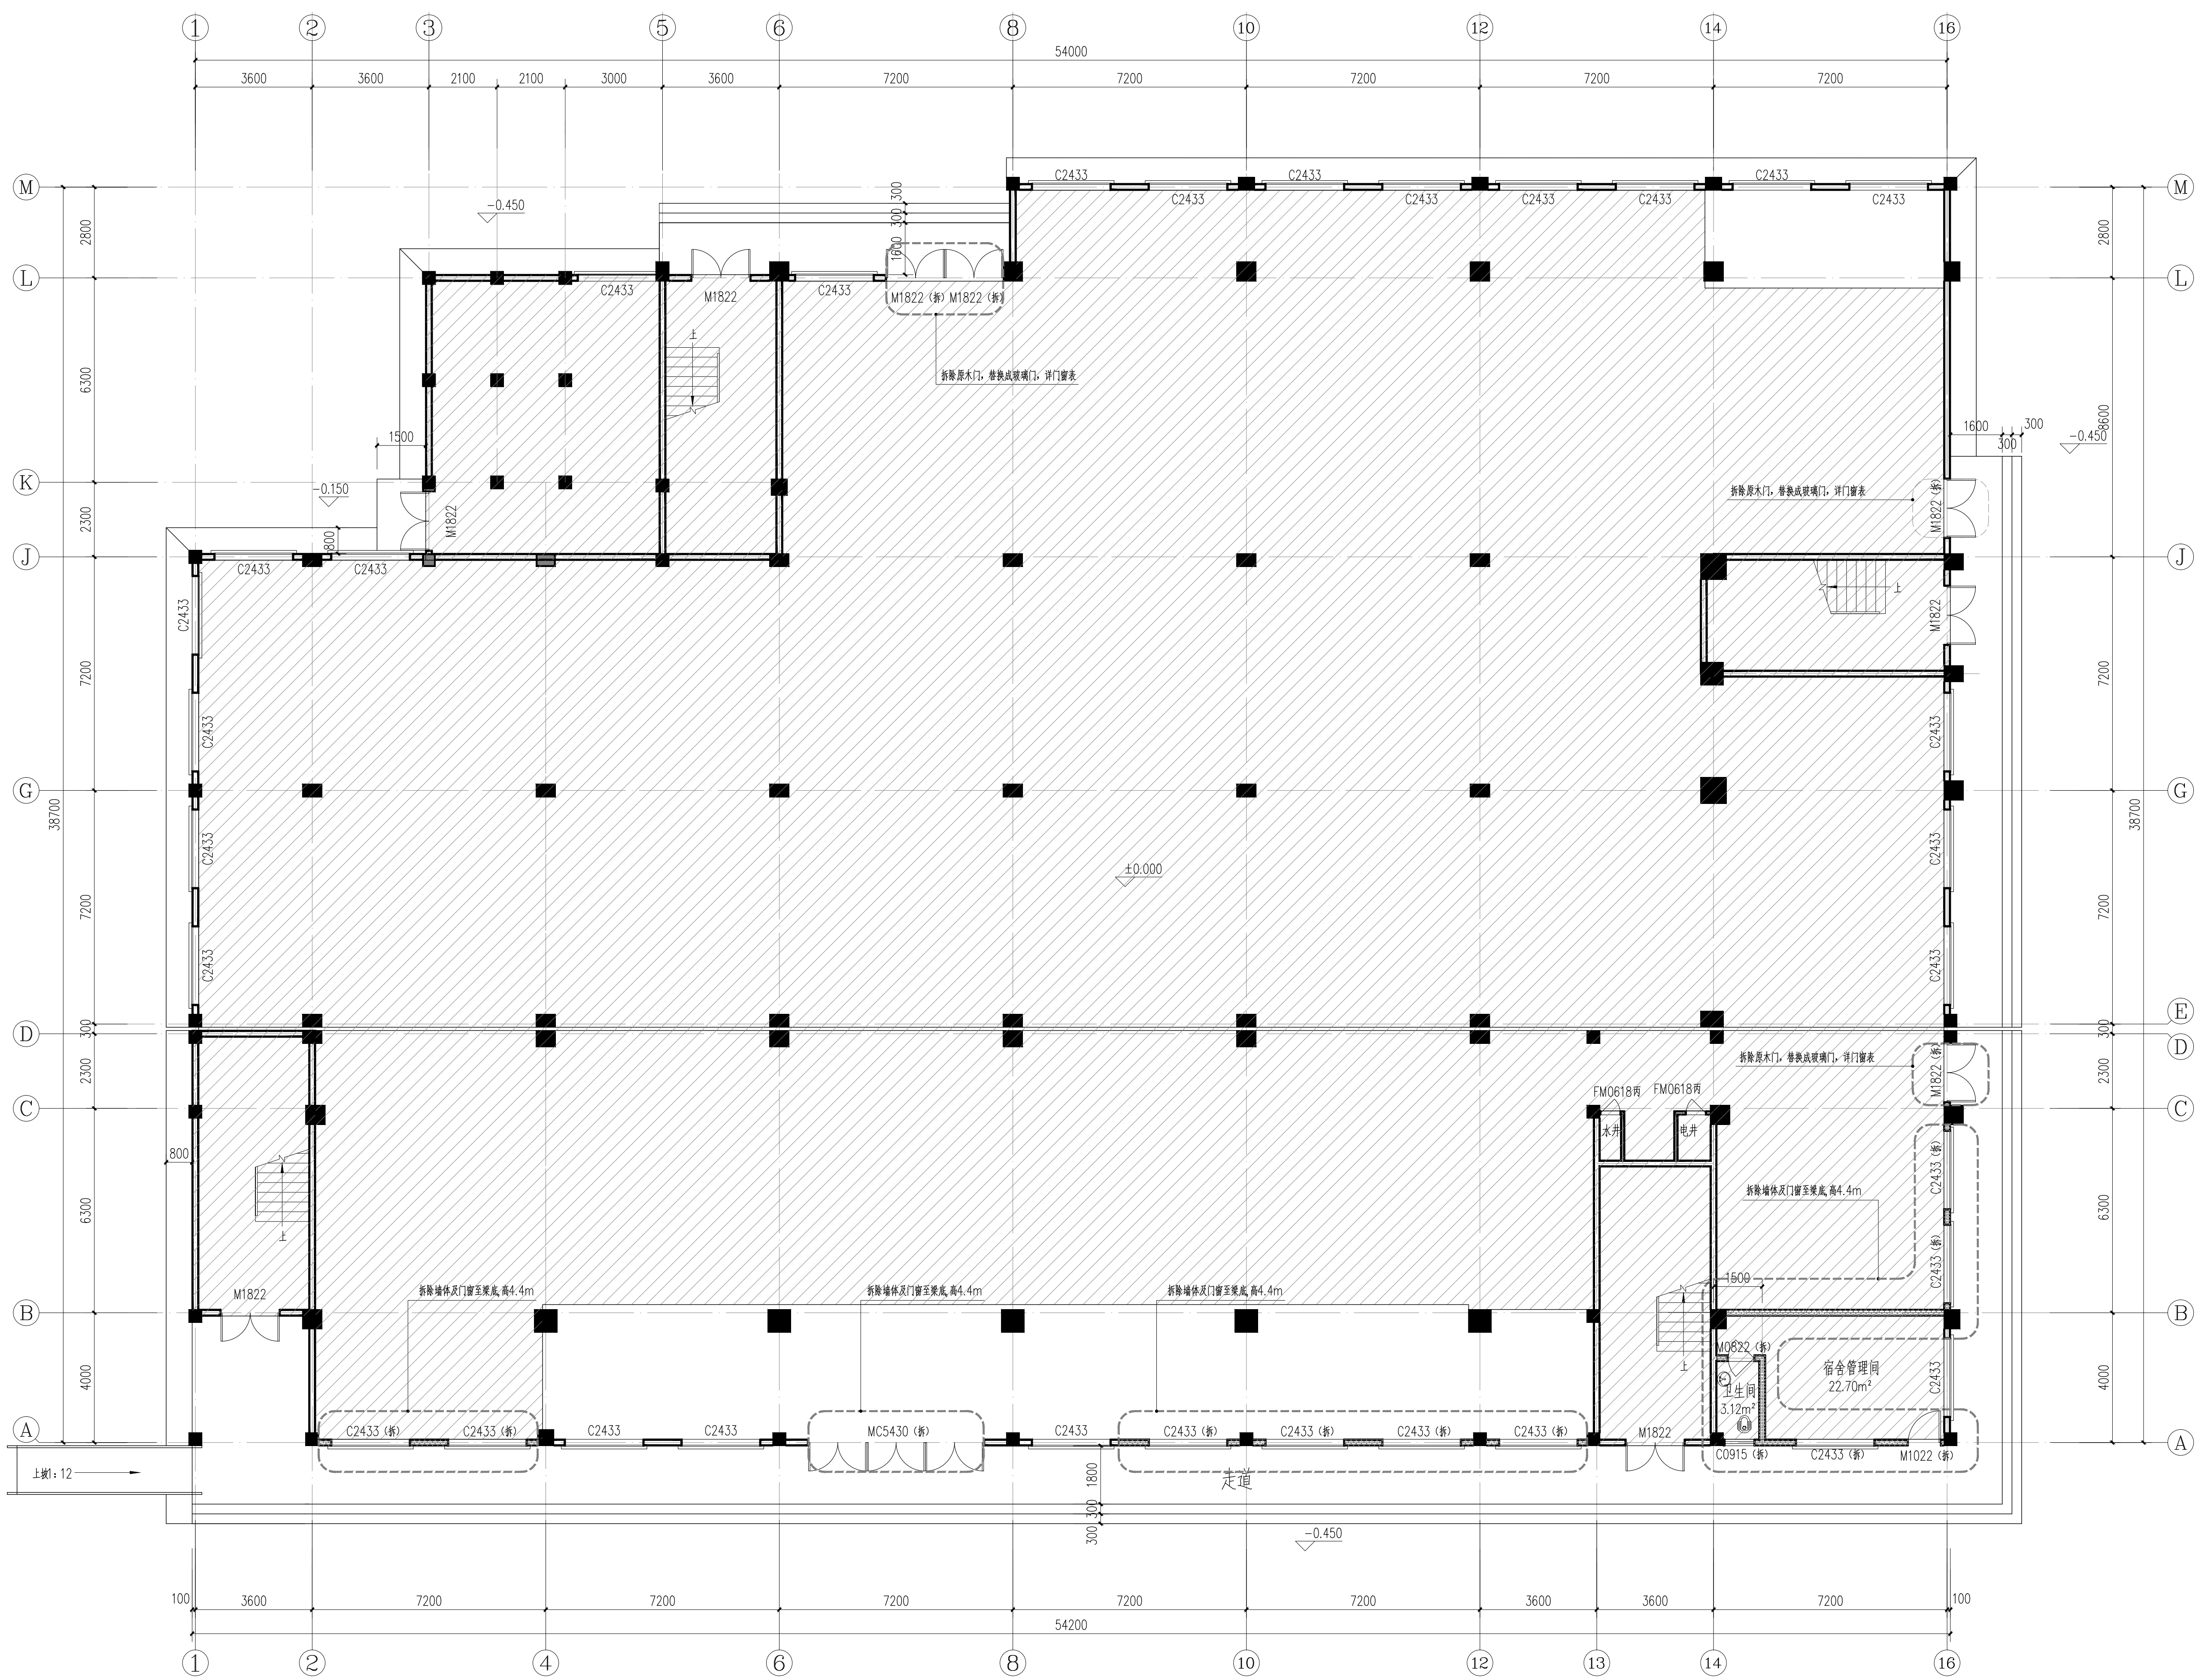 1 2 3 5 6 8 10 12 14 16
54000
3600 3600 2100 2100 3000 3600 7200 7200 7200 7200 7200
M C2433 C2433 C2433 C2433 M
C2433 C2433 C2433 C2433
-0.450 300
300
1600
2800 2800
L C2433 M1822 C2433 M1822（拆） M1822（拆） L
上
6300 拆除原木门，替换成玻璃门，详门窗表 8600
1500 1600 300 300 -0.450
K -0.150 K
拆除原木门，替换成玻璃门，详门窗表
M1822（拆）
2300 M1822
800
J C2433 C2433 J
C2433 上 M1822
7200 7200
C2433 C2433
G G
38700 38700
C2433 C2433
±0.000
7200 7200
C2433 C2433
E
D 300 300 D
拆除原木门，替换成玻璃门，详门窗表
M1822（拆）
2300 2300
FM0618丙 FM0618丙
C C
水井 电井
800 C2433（拆）
拆除墙体及门窗至梁底,高4.4m
6300 6300
上 C2433（拆）
1500
M1822 拆除墙体及门窗至梁底,高4.4m 拆除墙体及门窗至梁底,高4.4m 拆除墙体及门窗至梁底,高4.4m
B B
M0822（拆）
上 宿舍管理间
22.70m²
C2433
4000 4000
卫生间
3.12m²
A C2433（拆） C2433（拆） C2433 C2433 MC5430（拆） C2433 C2433（拆） C2433（拆） C2433（拆） C2433（拆） M1822 A
C0915（拆） C2433（拆） M1022（拆）
上坡1：12 走道
1800
300
300
-0.450
100 3600 7200 7200 7200 7200 7200 3600 3600 7200 100
54200
1 2 4 6 8 10 12 13 14 16